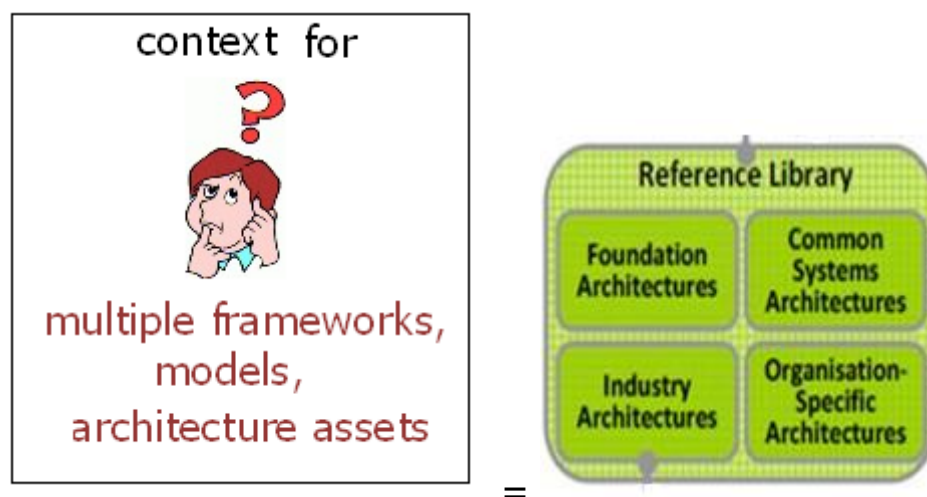 context for
?
multiple frameworks,
models,
architecture assets
=
Reference Library
Foundation
Architectures
Common
Systems
Architectures
Industry
Architectures
Organisation-
Specific
Architectures